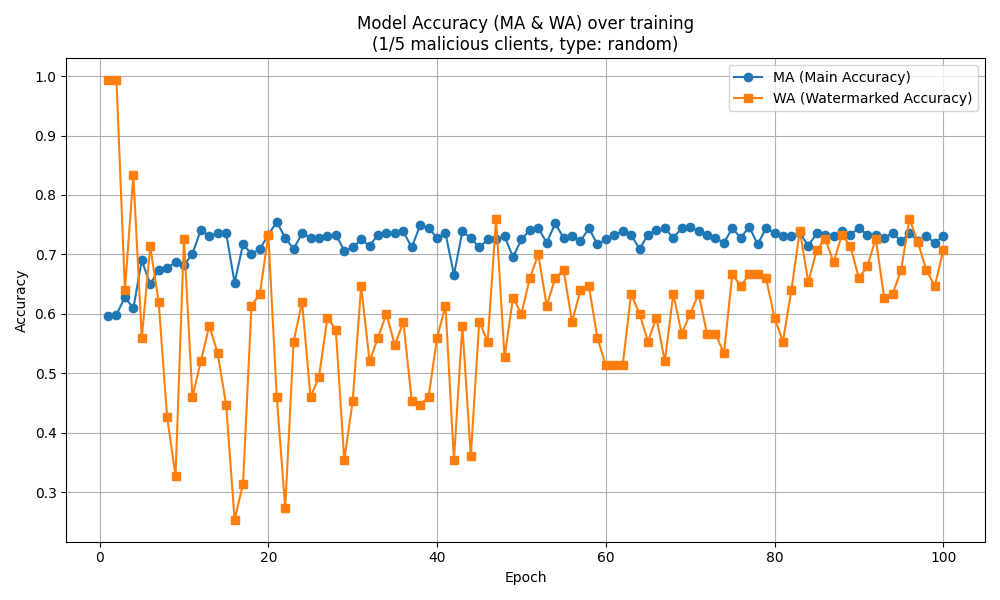 Model Accuracy (MA & WA) over training
(1/5 malicious clients, type: random)
MA (Main Accuracy)
WA (Watermarked Accuracy)
Accuracy
1.0
0.9
0.8
0.7
0.6
0.5
0.4
0.3
0 20 40 60 80 100
Epoch